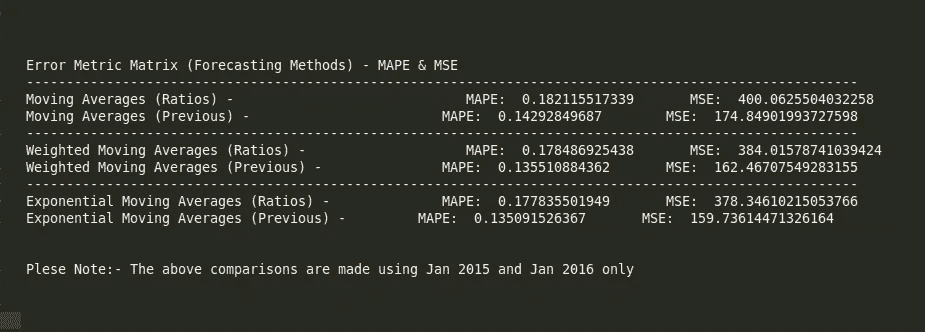 Error Metric Matrix (Forecasting Methods) - MAPE & MSE
--------------------------------------------------------------------------------------------------------
Moving Averages (Ratios) -                             MAPE:  0.182115517339       MSE:  400.0625504032258
Moving Averages (Previous) -                        MAPE:  0.14292849687        MSE:  174.84901993727598
--------------------------------------------------------------------------------------------------------
Weighted Moving Averages (Ratios) -                    MAPE:  0.178486925438       MSE:  384.01578741039424
Weighted Moving Averages (Previous) -               MAPE:  0.135510884362       MSE:  162.46707549283155
--------------------------------------------------------------------------------------------------------
Exponential Moving Averages (Ratios) -              MAPE:  0.177835501949       MSE:  378.34610215053766
Exponential Moving Averages (Previous) -         MAPE:  0.135091526367       MSE:  159.73614471326164
Plese Note:- The above comparisons are made using Jan 2015 and Jan 2016 only